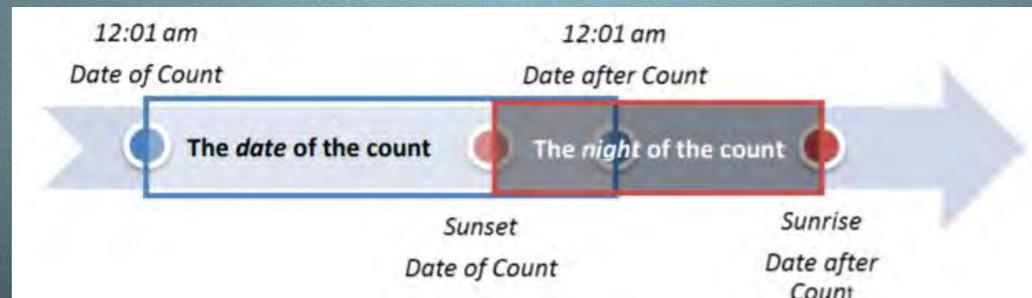 12:01 am
Date of Count
12:01 am
Date after Count
The date of the count
The night of the count
Sunset
Date of Count
Sunrise
Date after
Count